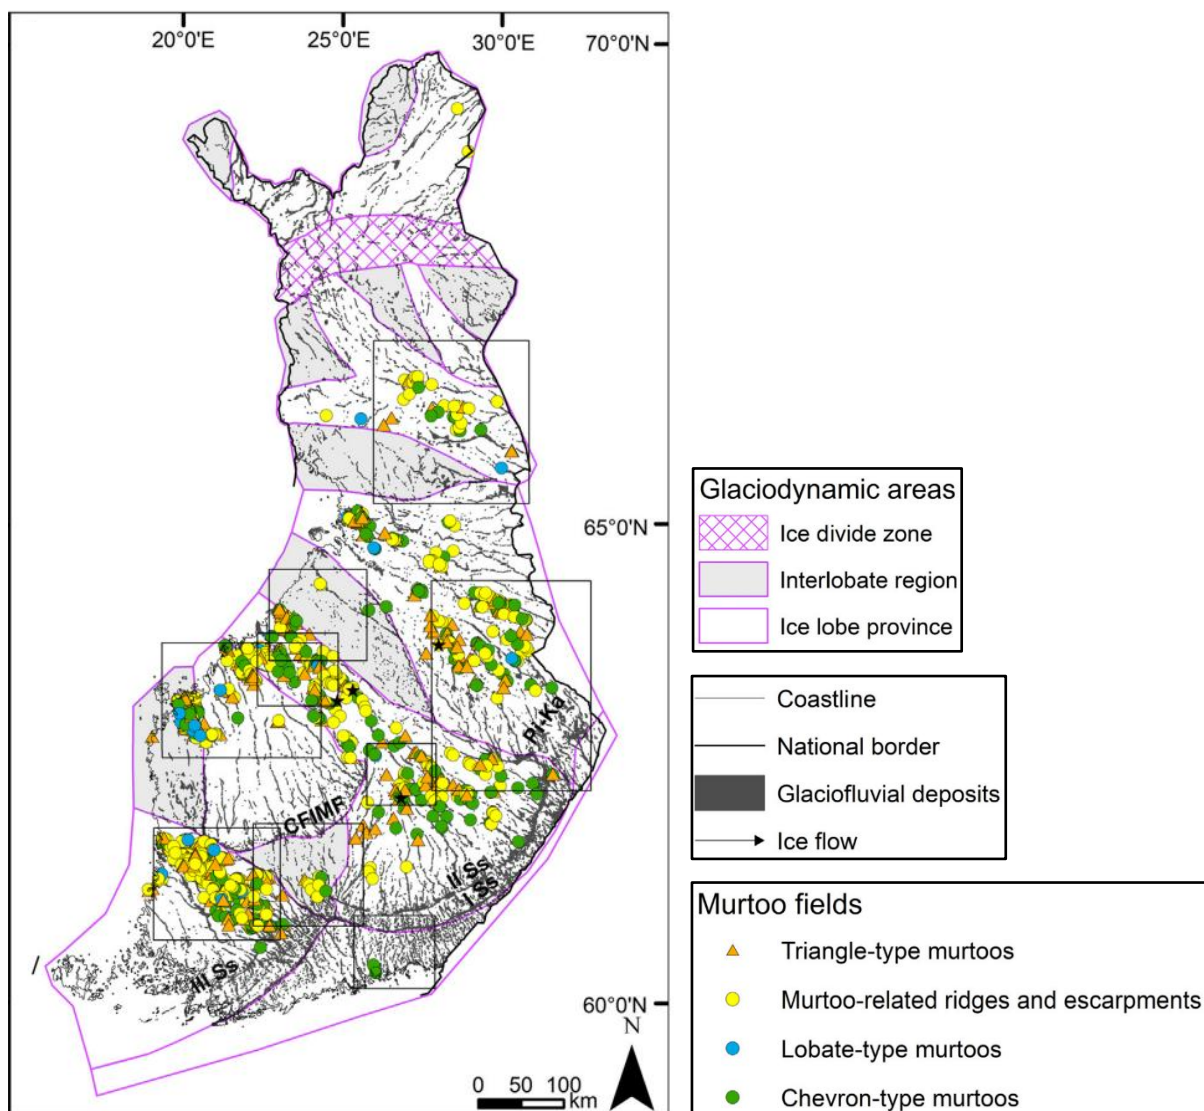 20°0'E 25°0'E 30°0'E 70°0'N
65°0'N
Pi-Ka
CFIMF
II Ss
I Ss
III Ss
60°0'N
N
0 50 100
km
Glaciodynamic areas
Ice divide zone
Interlobate region
Ice lobe province
Coastline
National border
Glaciofluvial deposits
Ice flow
Murtoo fields
Triangle-type murtoos
Murtoo-related ridges and escarpments
Lobate-type murtoos
Chevron-type murtoos